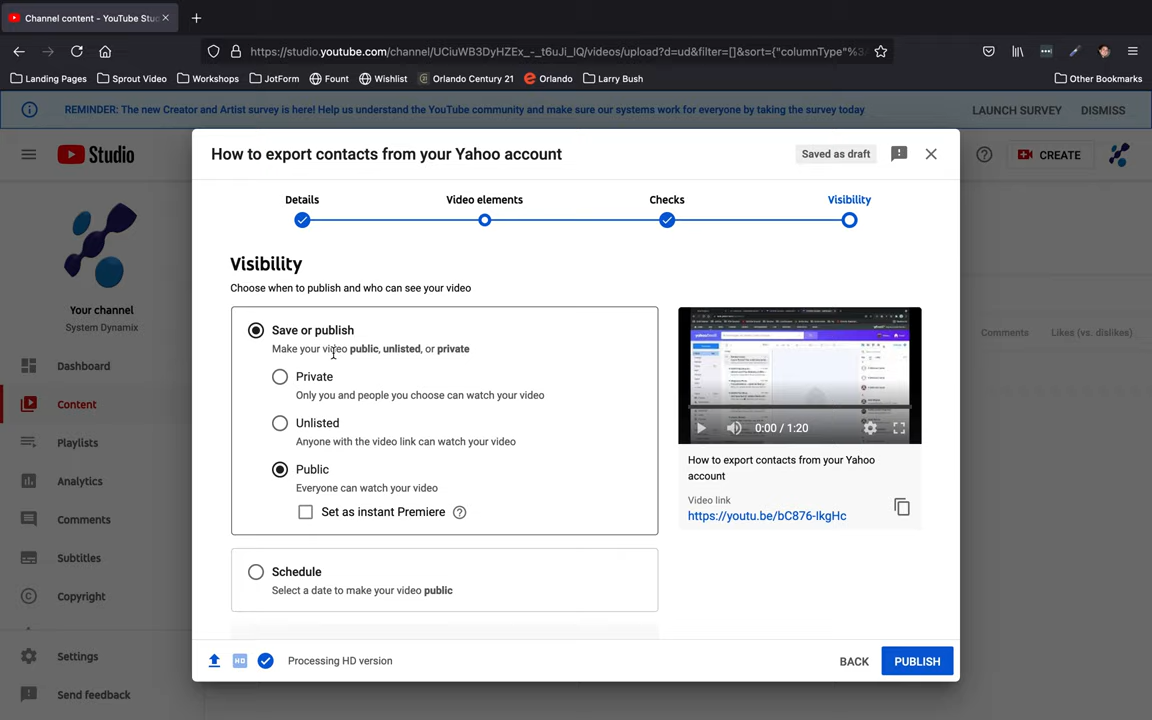 Channel content - YouTube Stu
https://studio.youtube.com/channel/UCiuWB3DyHZEx_-_t6uJi_lQ/videos/upload?d=ud&filter=[]&sort={"columnType"%3
Landing Pages
Sprout Video
Workshops
JotForm
Fount
Wishlist
Orlando Century 21
Orlando
Larry Bush
Other Bookmarks
REMINDER: The new Creator and Artist survey is here! Help us understand the YouTube community and make sure our systems work for everyone by taking the survey today
LAUNCH SURVEY
DISMISS
Studio
How to export contacts from your Yahoo account
Saved as draft
CREATE
Details
Video elements
Checks
Visibility
Visibility
Choose when to publish and who can see your video
Save or publish
Make your video public, unlisted, or private
Private
Only you and people you choose can watch your video
Unlisted
Anyone with the video link can watch your video
Public
Everyone can watch your video
Set as instant Premiere
Schedule
Select a date to make your video public
0:00 / 1:20
How to export contacts from your Yahoo
account
Video link
https://youtu.be/bC876-lkgHc
Your channel
System Dynamix
Dashboard
Content
Playlists
Analytics
Comments
Subtitles
Copyright
Settings
Send feedback
Comments
Likes (vs. dislikes)
HD
Processing HD version
BACK
PUBLISH